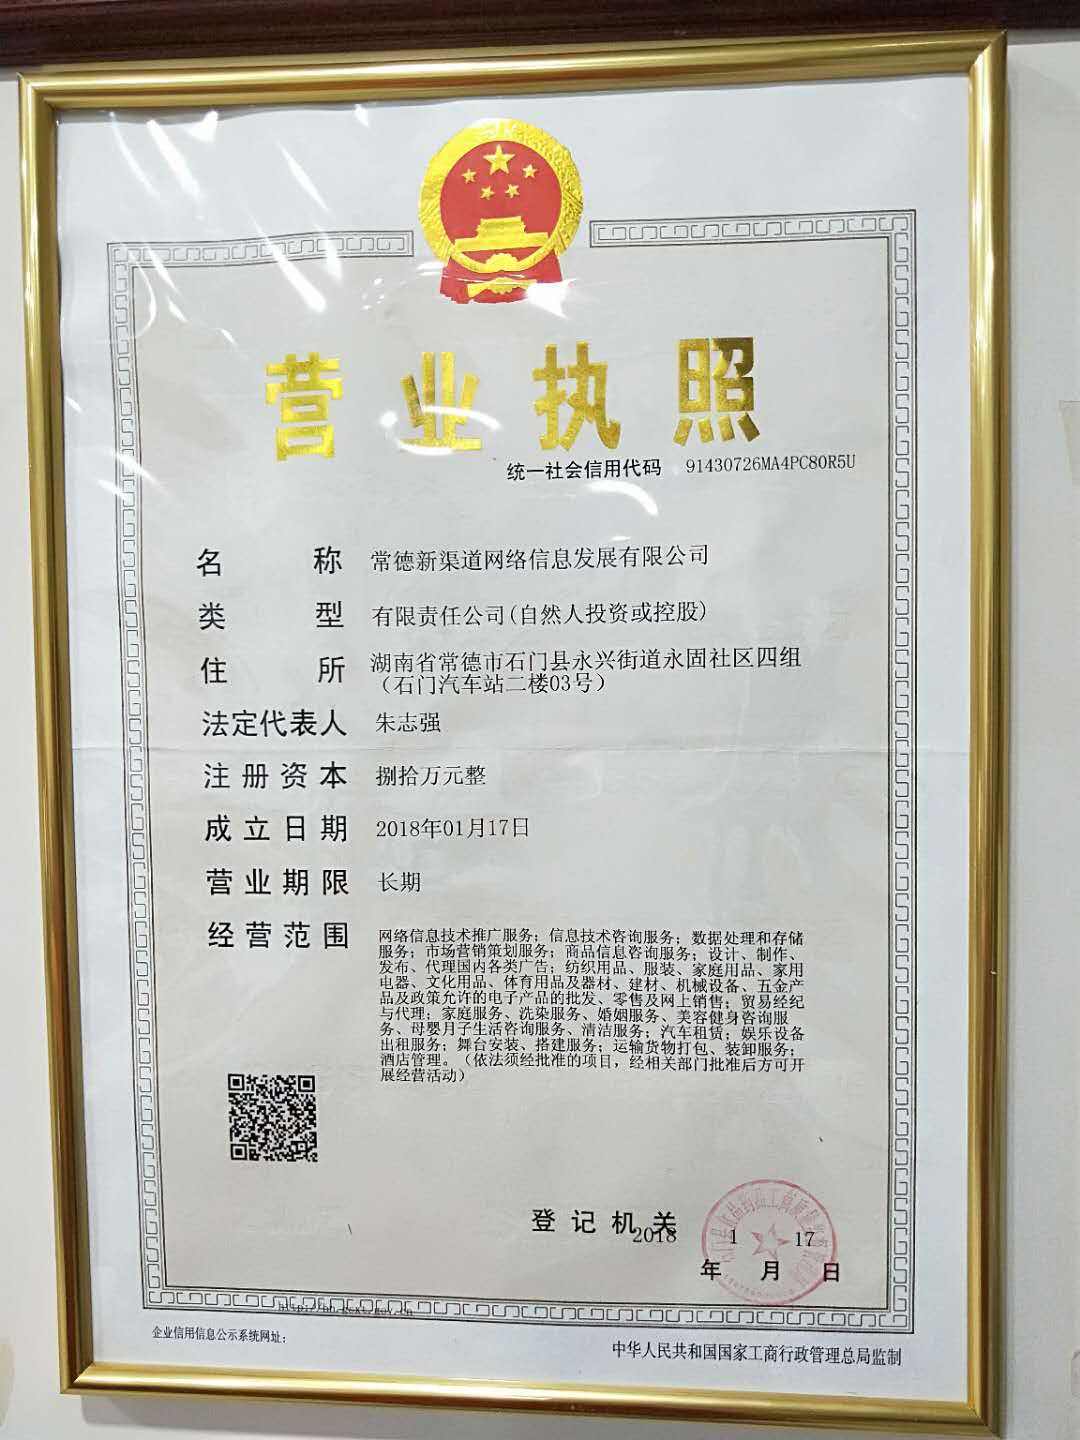 营业执照
统一社会信用代码 91430726MA4PC80R5U
名称 常德新渠道网络信息发展有限公司
类型 有限责任公司(自然人投资或控股)
住所 湖南省常德市石门县永兴街道永固社区四组
（石门汽车站二楼03号）
法定代表人 朱志强
注册资本 捌拾万元整
成立日期 2018年01月17日
营业期限 长期
经营范围 网络信息技术推广服务；信息技术咨询服务；数据处理和存储
服务；市场营销策划服务；商品信息咨询服务；设计、制作、
发布、代理国内各类广告；纺织用品、服装、家庭用品、家用
电器、文化用品、体育用品及器材、建材、机械设备、五金产
品及政策允许的电子产品的批发、零售及网上销售；贸易经纪
与代理；家庭服务、洗染服务、婚姻服务、美容健身咨询服
务、母婴月子生活咨询服务、清洁服务；汽车租赁；娱乐设备
出租服务；舞台安装、搭建服务；运输货物打包、装卸服务；
酒店管理。（依法须经批准的项目，经相关部门批准后方可开
展经营活动）
登记机关
2018 1 17
年 月 日
企业信用信息公示系统网址：
中华人民共和国国家工商行政管理总局监制